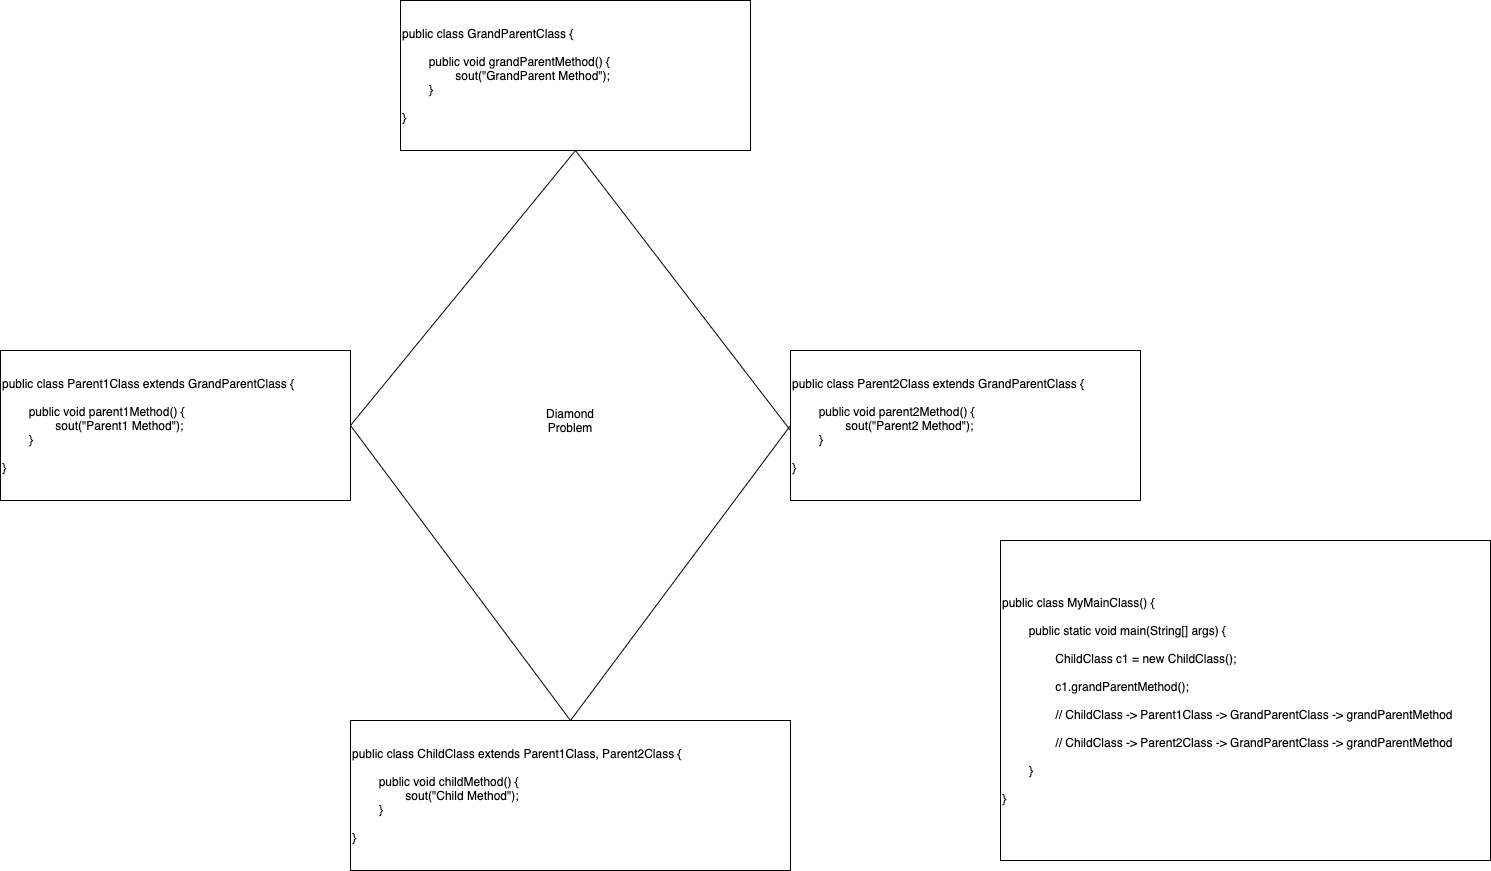 public class GrandParentClass {
public void grandParentMethod() {
sout("GrandParent Method");
}
}
public class Parent1Class extends GrandParentClass {
public void parent1Method() {
sout("Parent1 Method");
}
}
Diamond
Problem
public class Parent2Class extends GrandParentClass {
public void parent2Method() {
sout("Parent2 Method");
}
}
public class ChildClass extends Parent1Class, Parent2Class {
public void childMethod() {
sout("Child Method");
}
}
public class MyMainClass() {
public static void main(String[] args) {
ChildClass c1 = new ChildClass();
c1.grandParentMethod();
// ChildClass -> Parent1Class -> GrandParentClass -> grandParentMethod
// ChildClass -> Parent2Class -> GrandParentClass -> grandParentMethod
}
}